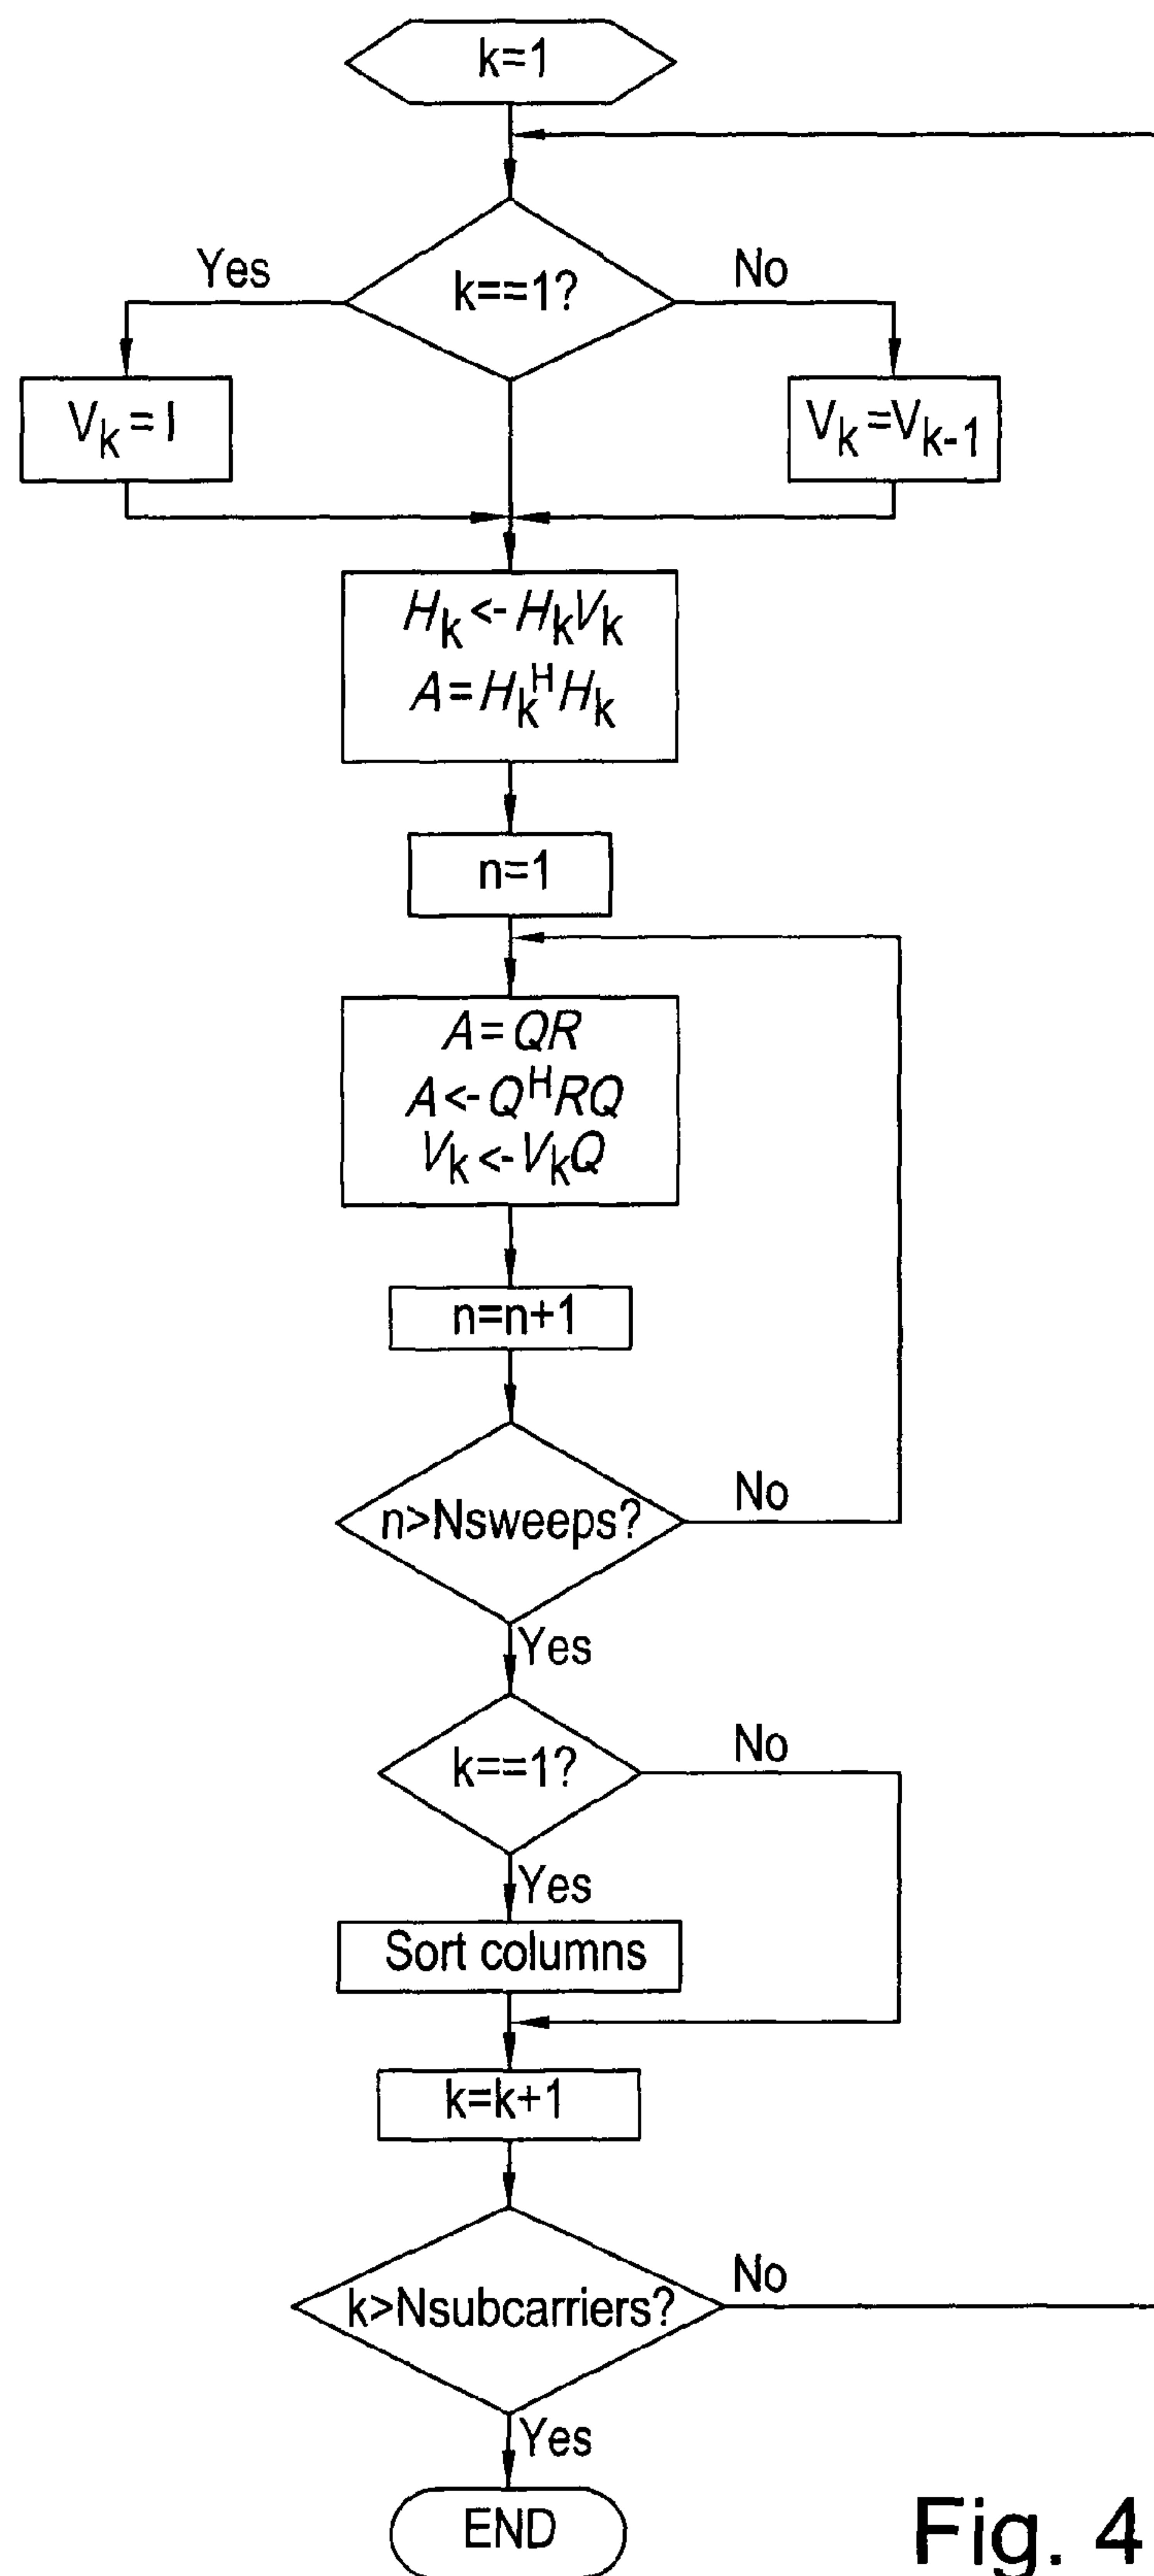 k=1
k==1?
Yes
No
Vk = I
Vk =Vk-1
Hk <- HkVk
A = HkHHk
n=1
A = QR
A <- QHRQ
Vk <- VkQ
n=n+1
n>Nsweeps?
No
Yes
k==1?
No
Yes
Sort columns
k=k+1
k>Nsubcarriers?
No
Yes
END
Fig. 4